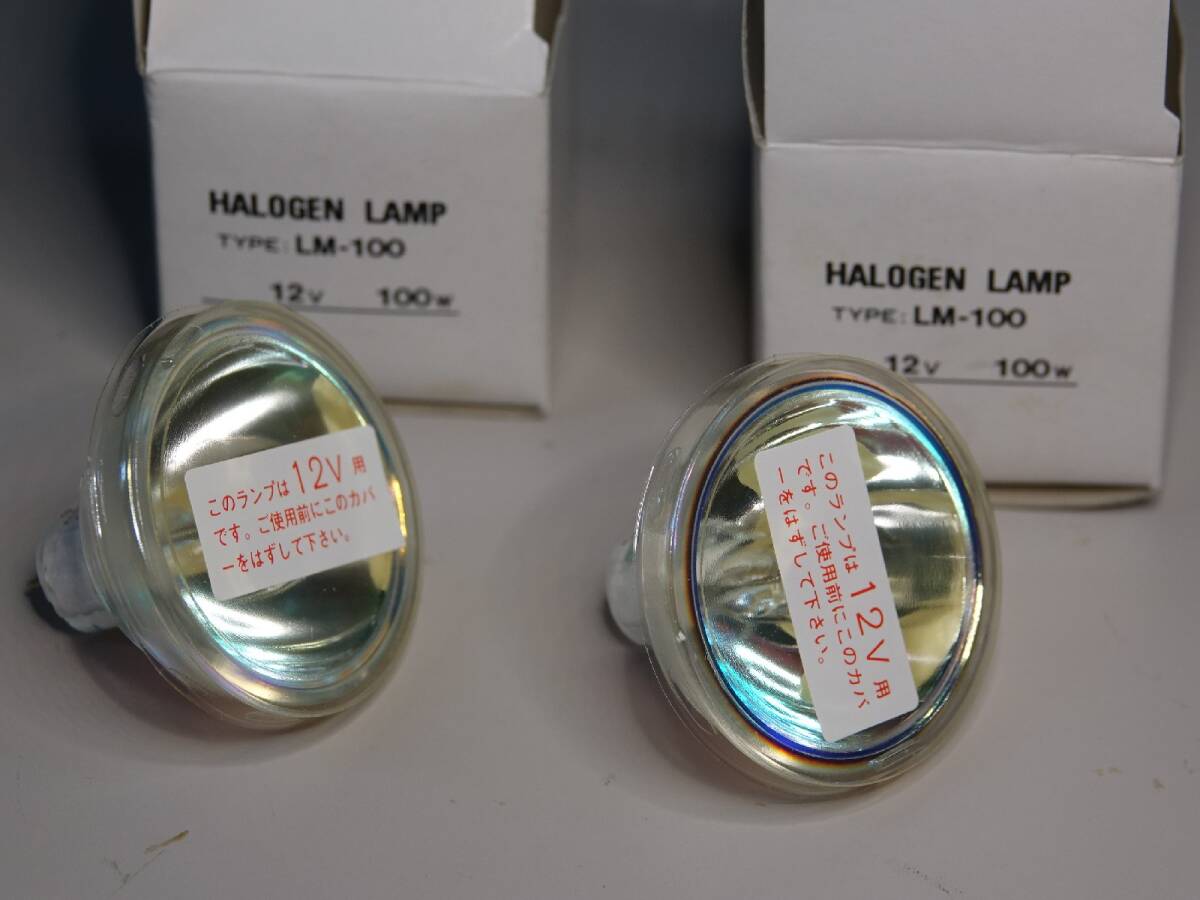 HALOGEN LAMP
TYPE: LM-100
12V 100W
HALOGEN LAMP
TYPE: LM-100
12V 100W
このランプは12V用
です。ご使用前にこのカバ
ーをはずして下さい。
このランプは12V用
です。ご使用前にこのカバ
ーをはずして下さい。